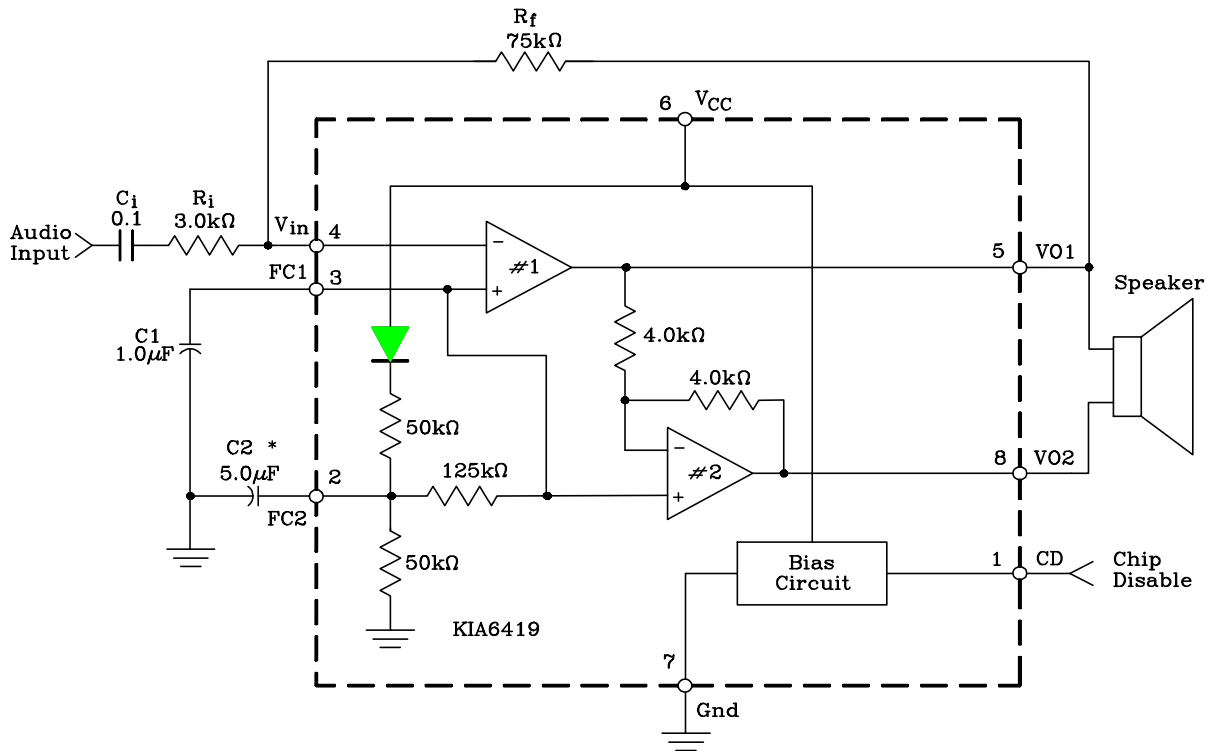 Rf
75kΩ
6
VCC
Ci
0.1
Ri
3.0kΩ
Audio
Input
Vin
4
FC1
3
−
#1
+
5
VO1
Speaker
C1
1.0μF
4.0kΩ
4.0kΩ
50kΩ
C2 *
5.0μF
2
FC2
125kΩ
−
#2
+
8
VO2
50kΩ
Bias
Circuit
1
CD
Chip
Disable
KIA6419
7
Gnd